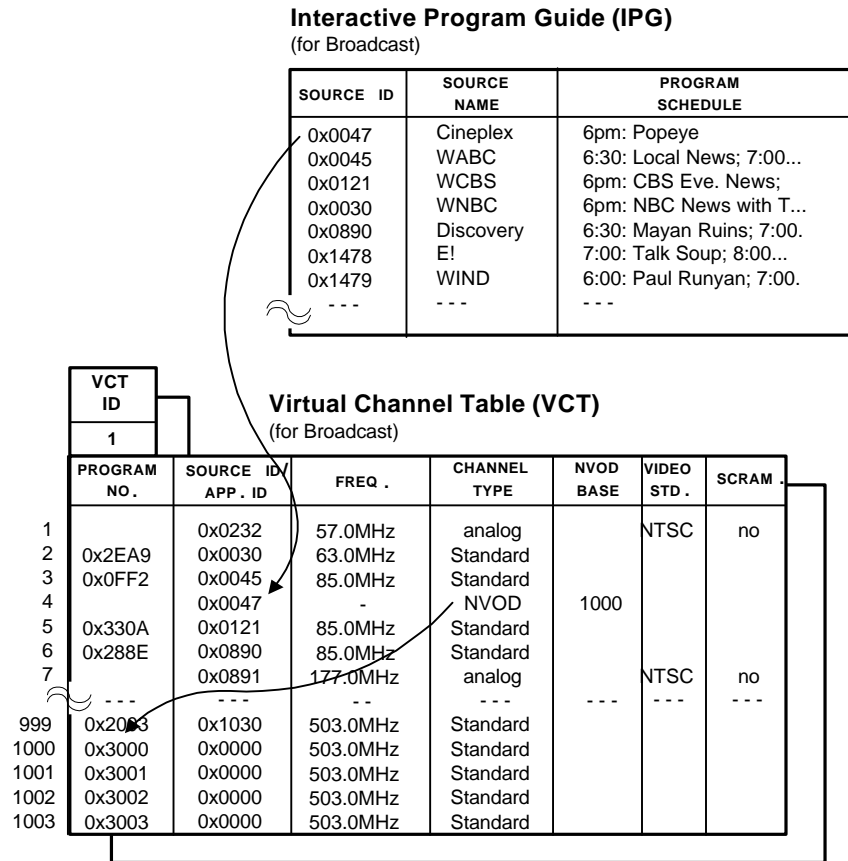 Interactive Program Guide (IPG)
(for Broadcast)
SOURCE ID SOURCE NAME PROGRAM SCHEDULE
0x0047 Cineplex 6pm: Popeye
0x0045 WABC 6:30: Local News; 7:00...
0x0121 WCBS 6pm: CBS Eve. News;
0x0030 WNBC 6pm: NBC News with T...
0x0890 Discovery 6:30: Mayan Ruins; 7:00.
0x1478 E! 7:00: Talk Soup; 8:00...
0x1479 WIND 6:00: Paul Runyan; 7:00.
- - - - - - - - -
VCT ID
1
Virtual Channel Table (VCT)
(for Broadcast)
PROGRAM NO. SOURCE ID/ APP. ID FREQ. CHANNEL TYPE NVOD BASE VIDEO STD. SCRAM.
1 0x0232 57.0MHz analog NTSC no
2 0x2EA9 0x0030 63.0MHz Standard
3 0x0FF2 0x0045 85.0MHz Standard
4 0x0047 - NVOD 1000
5 0x330A 0x0121 85.0MHz Standard
6 0x288E 0x0890 85.0MHz Standard
7 0x0891 177.0MHz analog NTSC no
- - - - - - - - - - - - - - - - - - - -
999 0x2003 0x1030 503.0MHz Standard
1000 0x3000 0x0000 503.0MHz Standard
1001 0x3001 0x0000 503.0MHz Standard
1002 0x3002 0x0000 503.0MHz Standard
1003 0x3003 0x0000 503.0MHz Standard